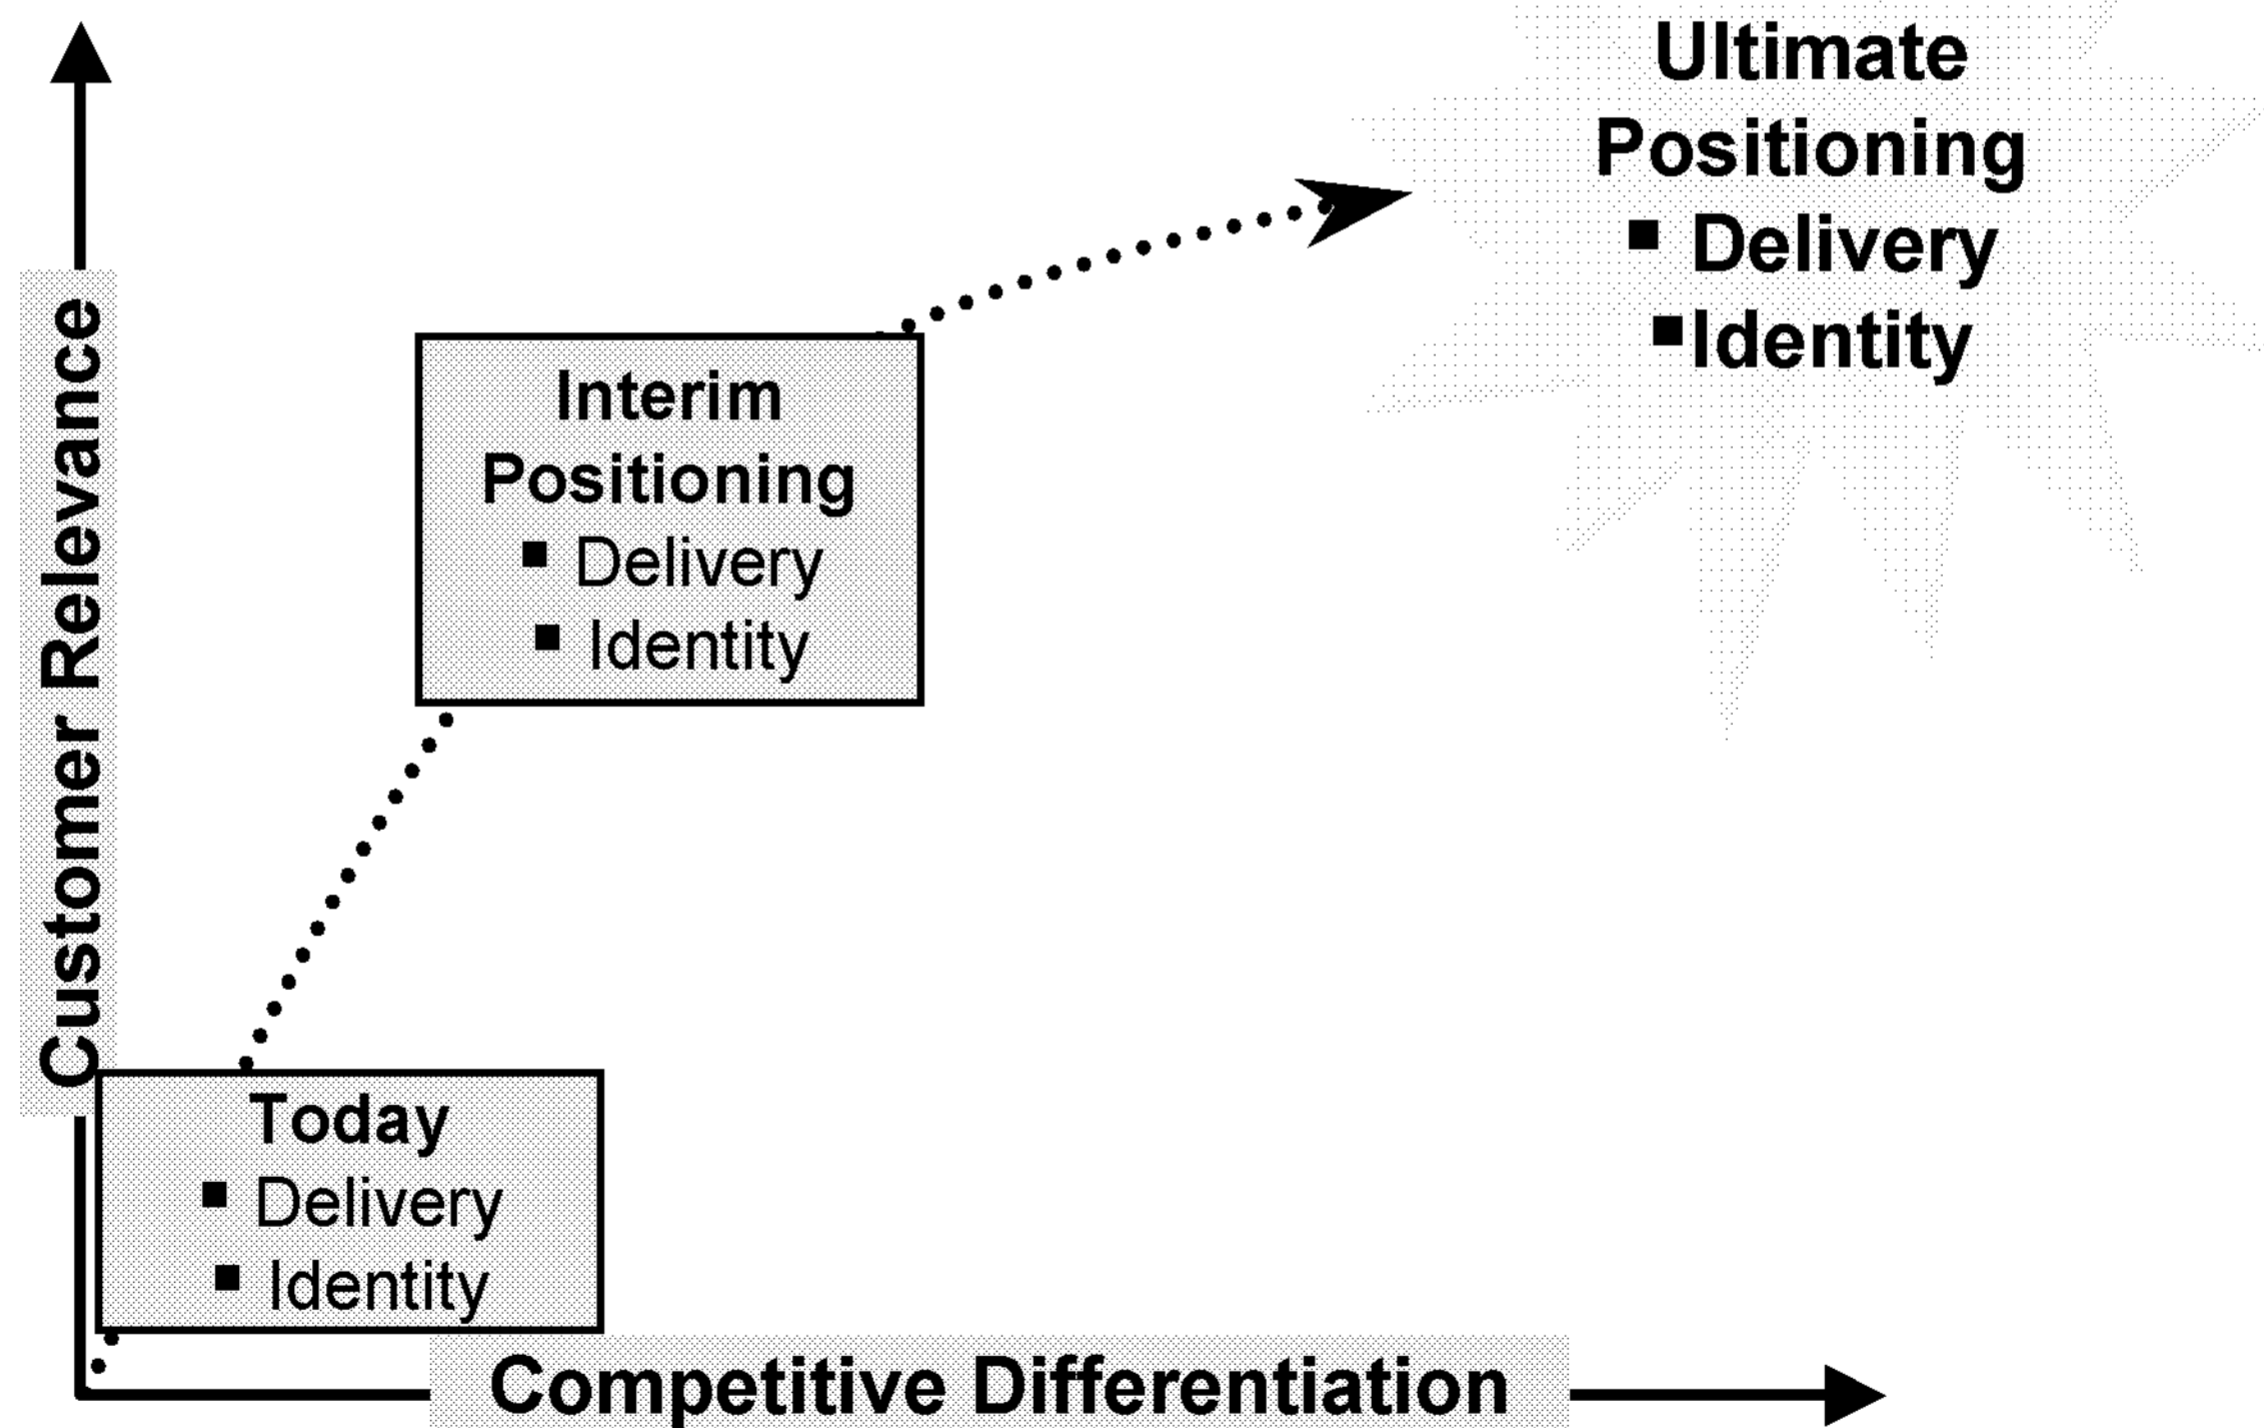 Ultimate
Positioning
▪ Delivery
▪ Identity
Interim
Positioning
▪ Delivery
▪ Identity
Customer Relevance
Today
▪ Delivery
▪ Identity
Competitive Differentiation